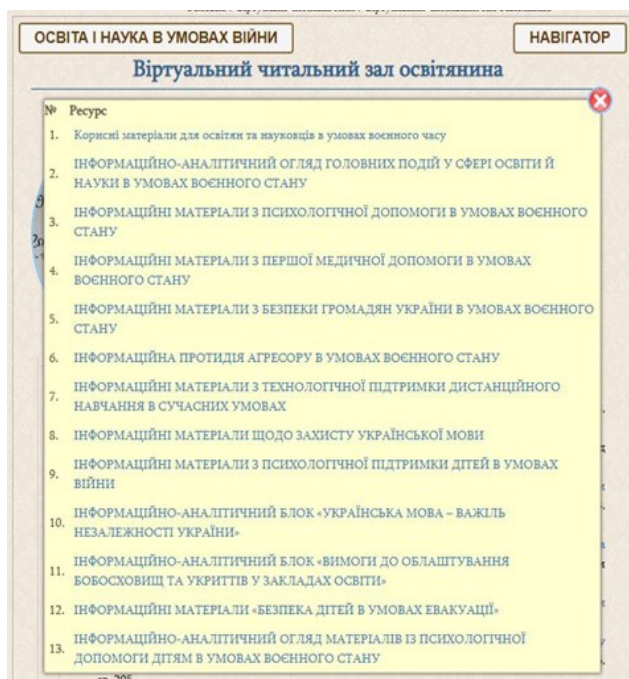 ОСВІТА І НАУКА В УМОВАХ ВІЙНИ
НАВІГАТОР
Віртуальний читальний зал освітянина
№ Ресурс
1. Корисні матеріали для освітян та науковців в умовах воєнного часу
2. ІНФОРМАЦІЙНО-АНАЛІТИЧНИЙ ОГЛЯД ГОЛОВНИХ ПОДІЙ У СФЕРІ ОСВІТИ Й
НАУКИ В УМОВАХ ВОЄННОГО СТАНУ
3. ІНФОРМАЦІЙНІ МАТЕРІАЛИ З ПСИХОЛОГІЧНОЇ ДОПОМОГИ В УМОВАХ ВОЄННОГО
СТАНУ
4. ІНФОРМАЦІЙНІ МАТЕРІАЛИ З ПЕРШОЇ МЕДИЧНОЇ ДОПОМОГИ В УМОВАХ
ВОЄННОГО СТАНУ
5. ІНФОРМАЦІЙНІ МАТЕРІАЛИ З БЕЗПЕКИ ГРОМАДЯН УКРАЇНИ В УМОВАХ ВОЄННОГО
СТАНУ
6. ІНФОРМАЦІЙНА ПРОТИДІЯ АГРЕСОРУ В УМОВАХ ВОЄННОГО СТАНУ
7. ІНФОРМАЦІЙНІ МАТЕРІАЛИ З ТЕХНОЛОГІЧНОЇ ПІДТРИМКИ ДИСТАНЦІЙНОГО
НАВЧАННЯ В СУЧАСНИХ УМОВАХ
8. ІНФОРМАЦІЙНІ МАТЕРІАЛИ ЩОДО ЗАХИСТУ УКРАЇНСЬКОЇ МОВИ
9. ІНФОРМАЦІЙНІ МАТЕРІАЛИ З ПСИХОЛОГІЧНОЇ ПІДТРИМКИ ДІТЕЙ В УМОВАХ
ВІЙНИ
10. ІНФОРМАЦІЙНО-АНАЛІТИЧНИЙ БЛОК «УКРАЇНСЬКА МОВА – ВАЖІЛЬ
НЕЗАЛЕЖНОСТІ УКРАЇНИ»
11. ІНФОРМАЦІЙНО-АНАЛІТИЧНИЙ БЛОК «ВИМОГИ ДО ОБЛАШТУВАННЯ
БОБОСХОВИЩ ТА УКРИТТІВ У ЗАКЛАДАХ ОСВІТИ»
12. ІНФОРМАЦІЙНІ МАТЕРІАЛИ «БЕЗПЕКА ДІТЕЙ В УМОВАХ ЕВАКУАЦІЇ»
13. ІНФОРМАЦІЙНО-АНАЛІТИЧНИЙ ОГЛЯД МАТЕРІАЛІВ ІЗ ПСИХОЛОГІЧНОЇ
ДОПОМОГИ ДІТЯМ В УМОВАХ ВОЄННОГО СТАНУ